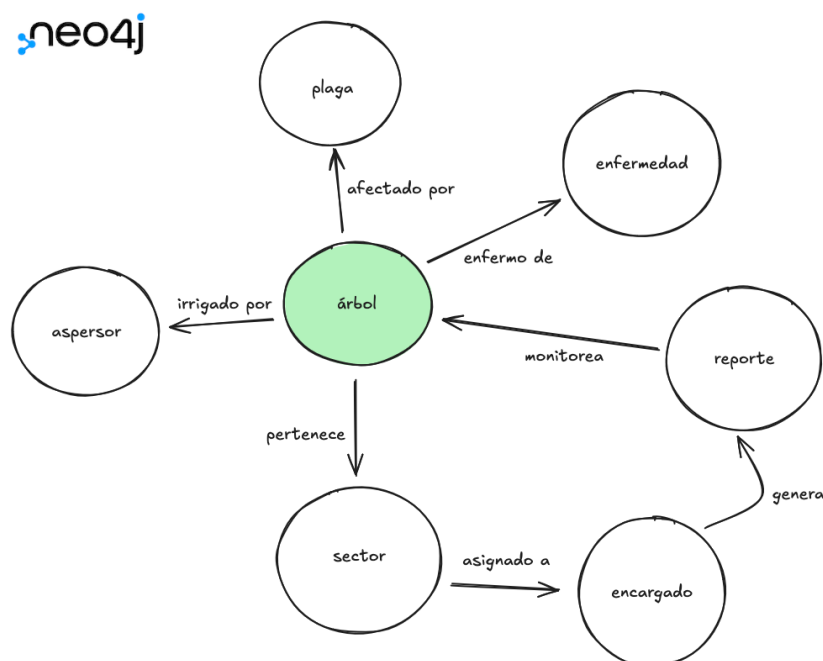 neo4j
plaga
afectado por
enfermedad
enfermo de
árbol
irrigado por
aspersor
monitorea
reporte
pertenece
genera
sector
asignado a
encargado